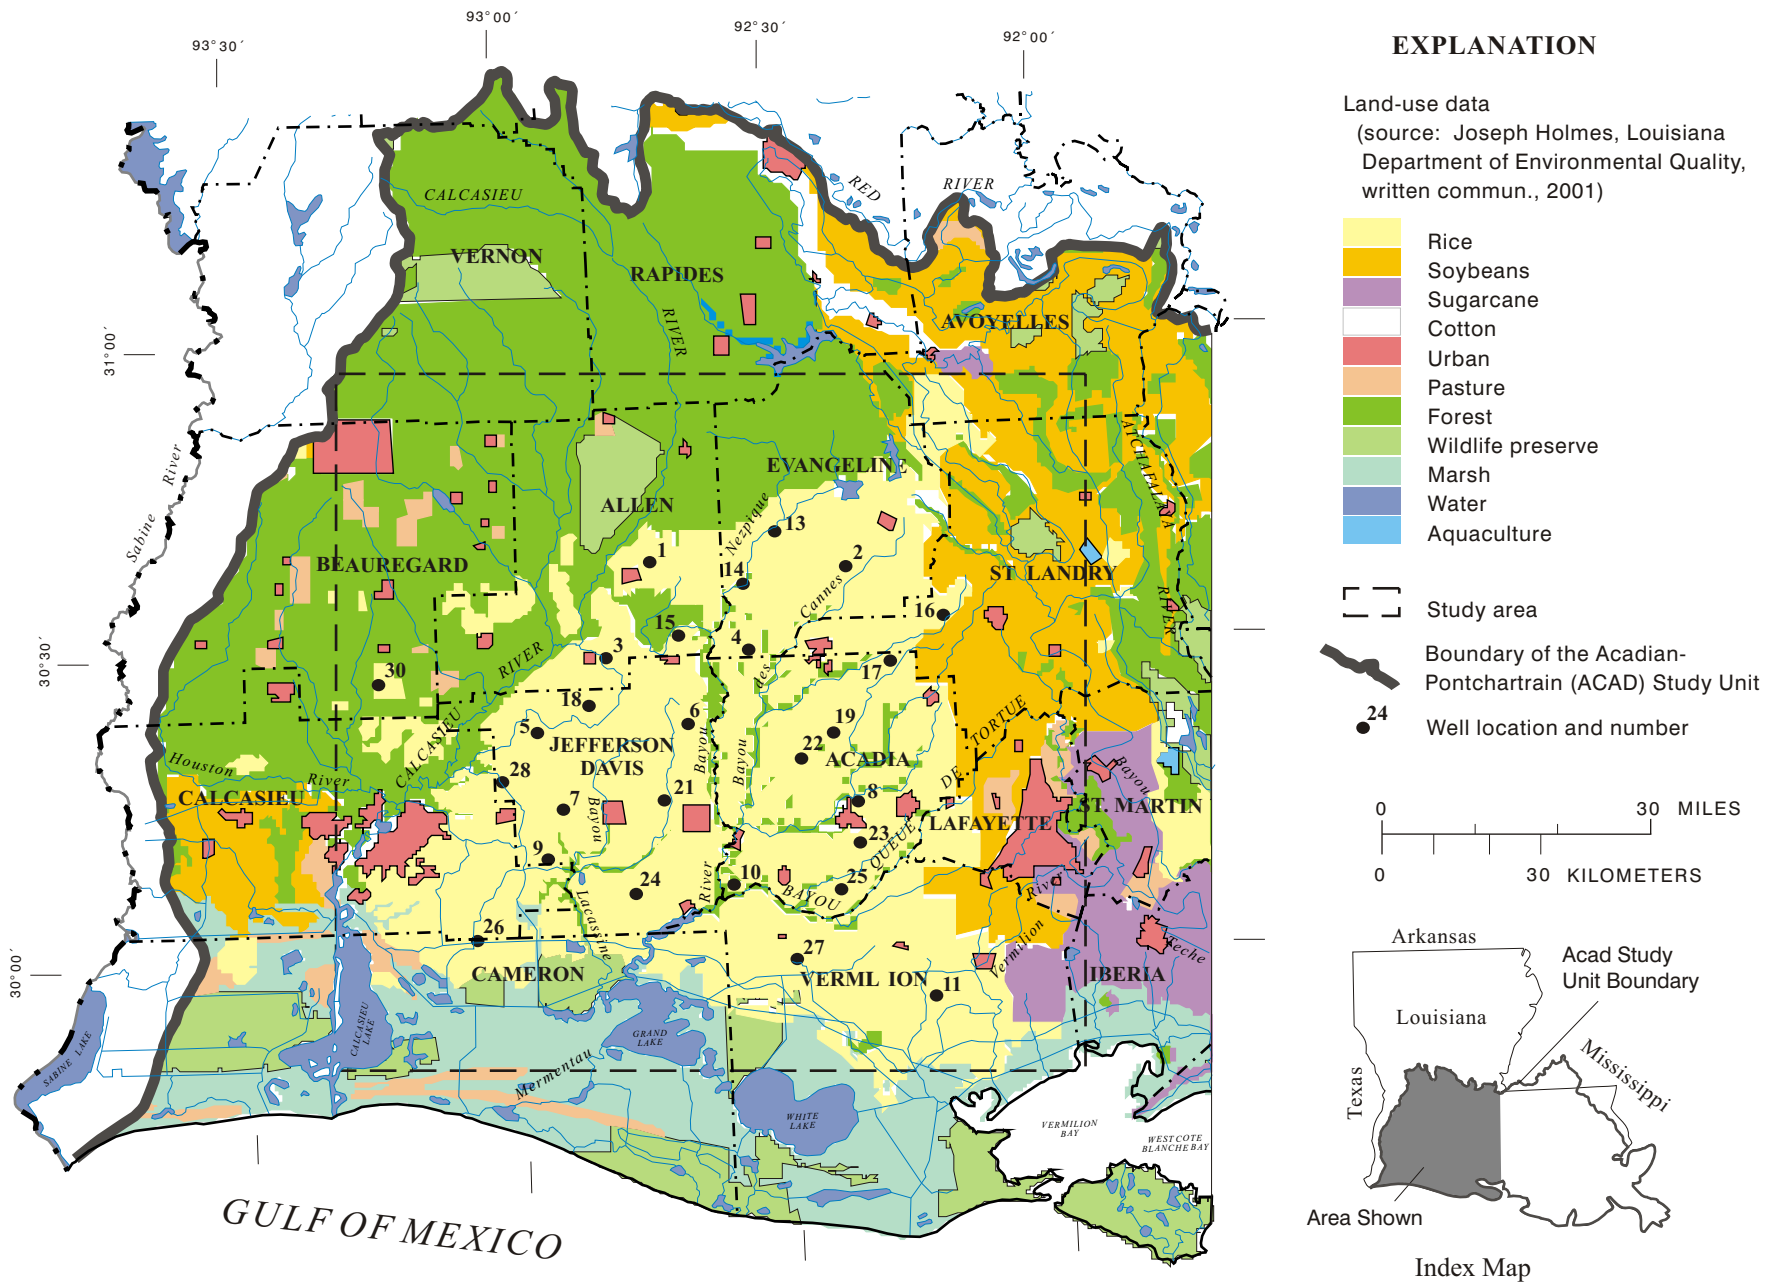 93°30´
93°00´
92°30´
92°00´
31°00´
30°30´
30°00´
CALCASIEU
RIVER
VERNON
RAPIDES
RED
RIVER
AVOYELLES
ATCHAFALAYA
RIVER
Sabine
River
EVANGELINE
ALLEN
BEAUREGARD
Nezpique
Cannes
des
Bayou
ST. LANDRY
13
1
2
14
16
15
4
3
17
30
18
6
19
5
22
28
7
21
8
23
9
10
25
24
26
27
11
CALCASIEU
RIVER
JEFFERSON
DAVIS
Bayou
ACADIA
Houston
River
CALCASIEU
Bayou
Lacassine
River
BAYOU
QUEUE
DE
TORTUE
LAFAYETTE
ST. MARTIN
Bayou
Teche
Vermilion
River
CAMERON
VERMLION
IBERIA
SABINE LAKE
CALCASIEU
LAKE
GRAND
LAKE
Mermentau
WHITE
LAKE
VERMILION
BAY
WEST COTE
BLANCHE BAY
GULF OF MEXICO
EXPLANATION
Land-use data
(source: Joseph Holmes, Louisiana
Department of Environmental Quality,
written commun., 2001)
Rice
Soybeans
Sugarcane
Cotton
Urban
Pasture
Forest
Wildlife preserve
Marsh
Water
Aquaculture
Study area
Boundary of the Acadian-
Pontchartrain (ACAD) Study Unit
24
Well location and number
0 30 MILES
0 30 KILOMETERS
Arkansas
Acad Study
Unit Boundary
Louisiana
Texas
Mississippi
Area Shown
Index Map